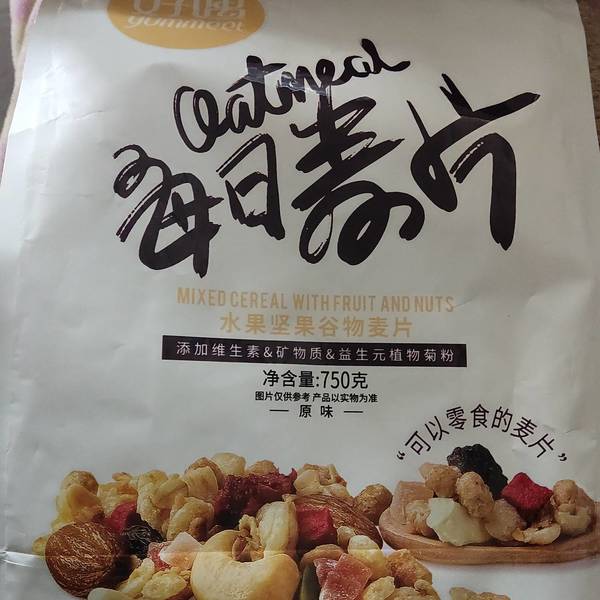 好嘢
yommeet
Oatmeal
每日麦片
MIXED CEREAL WITH FRUIT AND NUTS
水果坚果谷物麦片
添加维生素&矿物质&益生元植物菊粉
净含量:750克
图片仅供参考 产品以实物为准
原味
“可以零食的麦片”